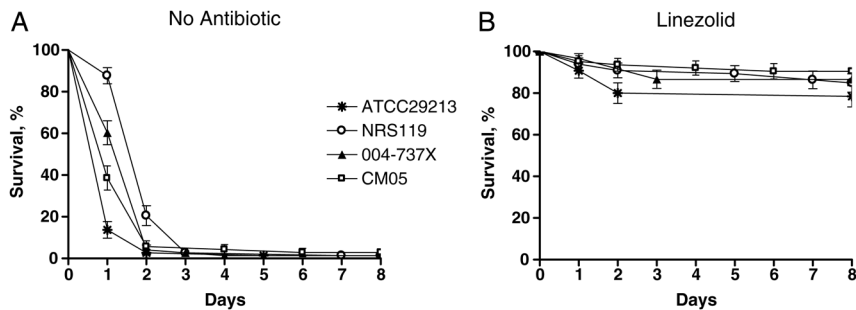 A
No Antibiotic
Survival, %
100
80
60
40
20
0
0 1 2 3 4 5 6 7 8
Days
ATCC29213
NRS119
004-737X
CM05
B
Linezolid
Survival, %
100
80
60
40
20
0
0 1 2 3 4 5 6 7 8
Days